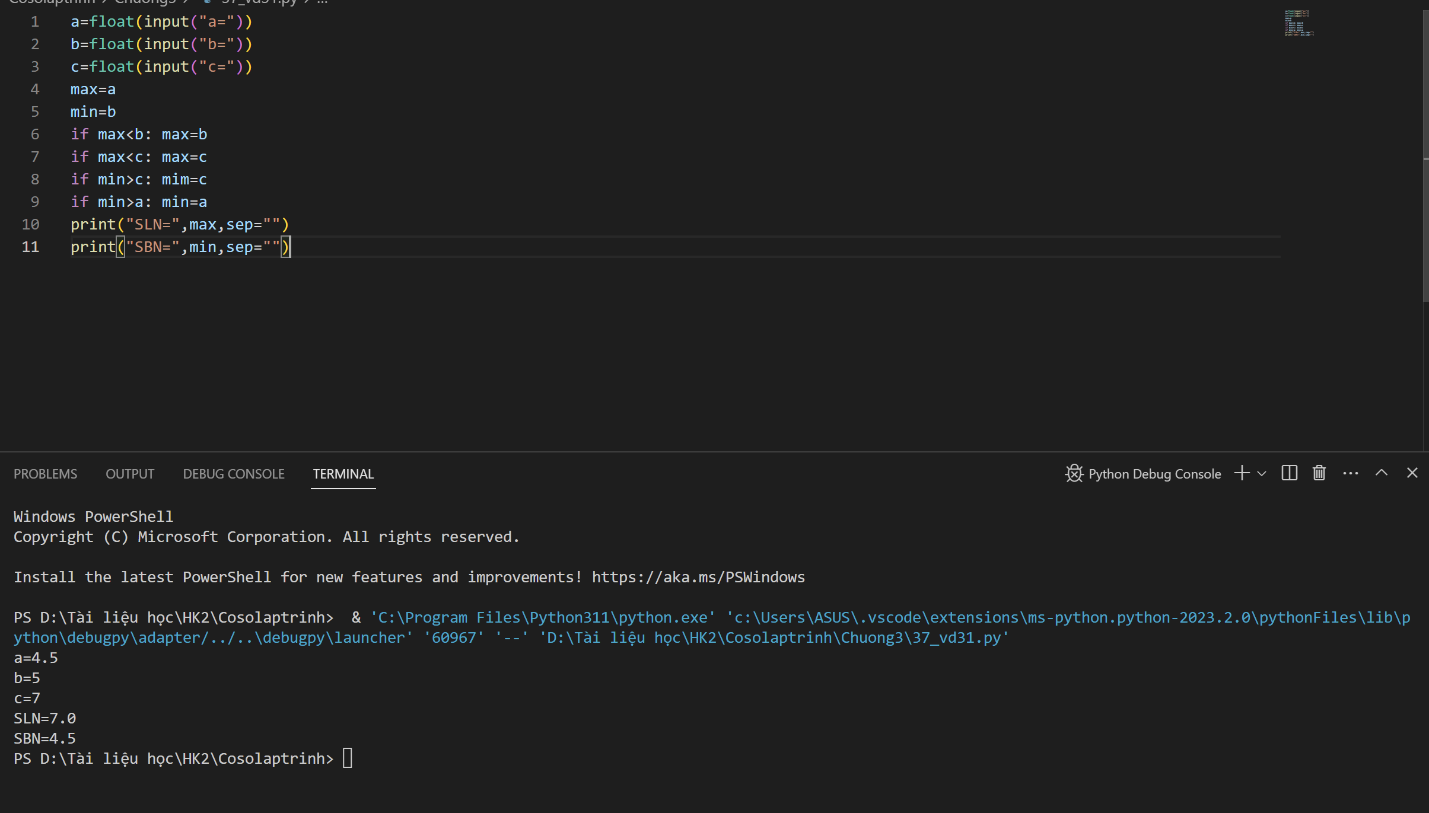 Cosolaptrinh > Chuong3 > 37_vd31.py > ...
1 a=float(input("a="))
2 b=float(input("b="))
3 c=float(input("c="))
4 max=a
5 min=b
6 if max<b: max=b
7 if max<c: max=c
8 if min>c: mim=c
9 if min>a: min=a
10 print("SLN=",max,sep="")
11 print("SBN=",min,sep="")
PROBLEMS OUTPUT DEBUG CONSOLE TERMINAL Python Debug Console
Windows PowerShell
Copyright (C) Microsoft Corporation. All rights reserved.
Install the latest PowerShell for new features and improvements! https://aka.ms/PSWindows
PS D:\Tài liệu học\HK2\Cosolaptrinh>  & 'C:\Program Files\Python311\python.exe' 'c:\Users\ASUS\.vscode\extensions\ms-python.python-2023.2.0\pythonFiles\lib\p
ython\debugpy\adapter/../..\debugpy\launcher' '60967' '--' 'D:\Tài liệu học\HK2\Cosolaptrinh\Chuong3\37_vd31.py'
a=4.5
b=5
c=7
SLN=7.0
SBN=4.5
PS D:\Tài liệu học\HK2\Cosolaptrinh>